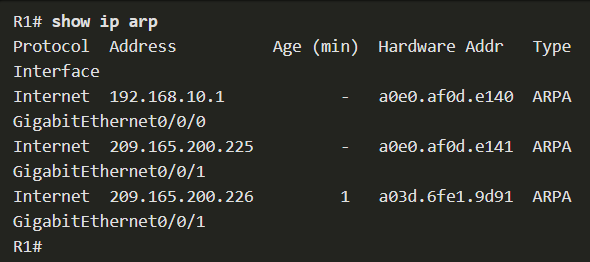 R1# show ip arp
Protocol  Address          Age (min)  Hardware Addr   Type
Interface
Internet  192.168.10.1            -   a0e0.af0d.e140  ARPA
GigabitEthernet0/0/0
Internet  209.165.200.225         -   a0e0.af0d.e141  ARPA
GigabitEthernet0/0/1
Internet  209.165.200.226         1   a03d.6fe1.9d91  ARPA
GigabitEthernet0/0/1
R1#